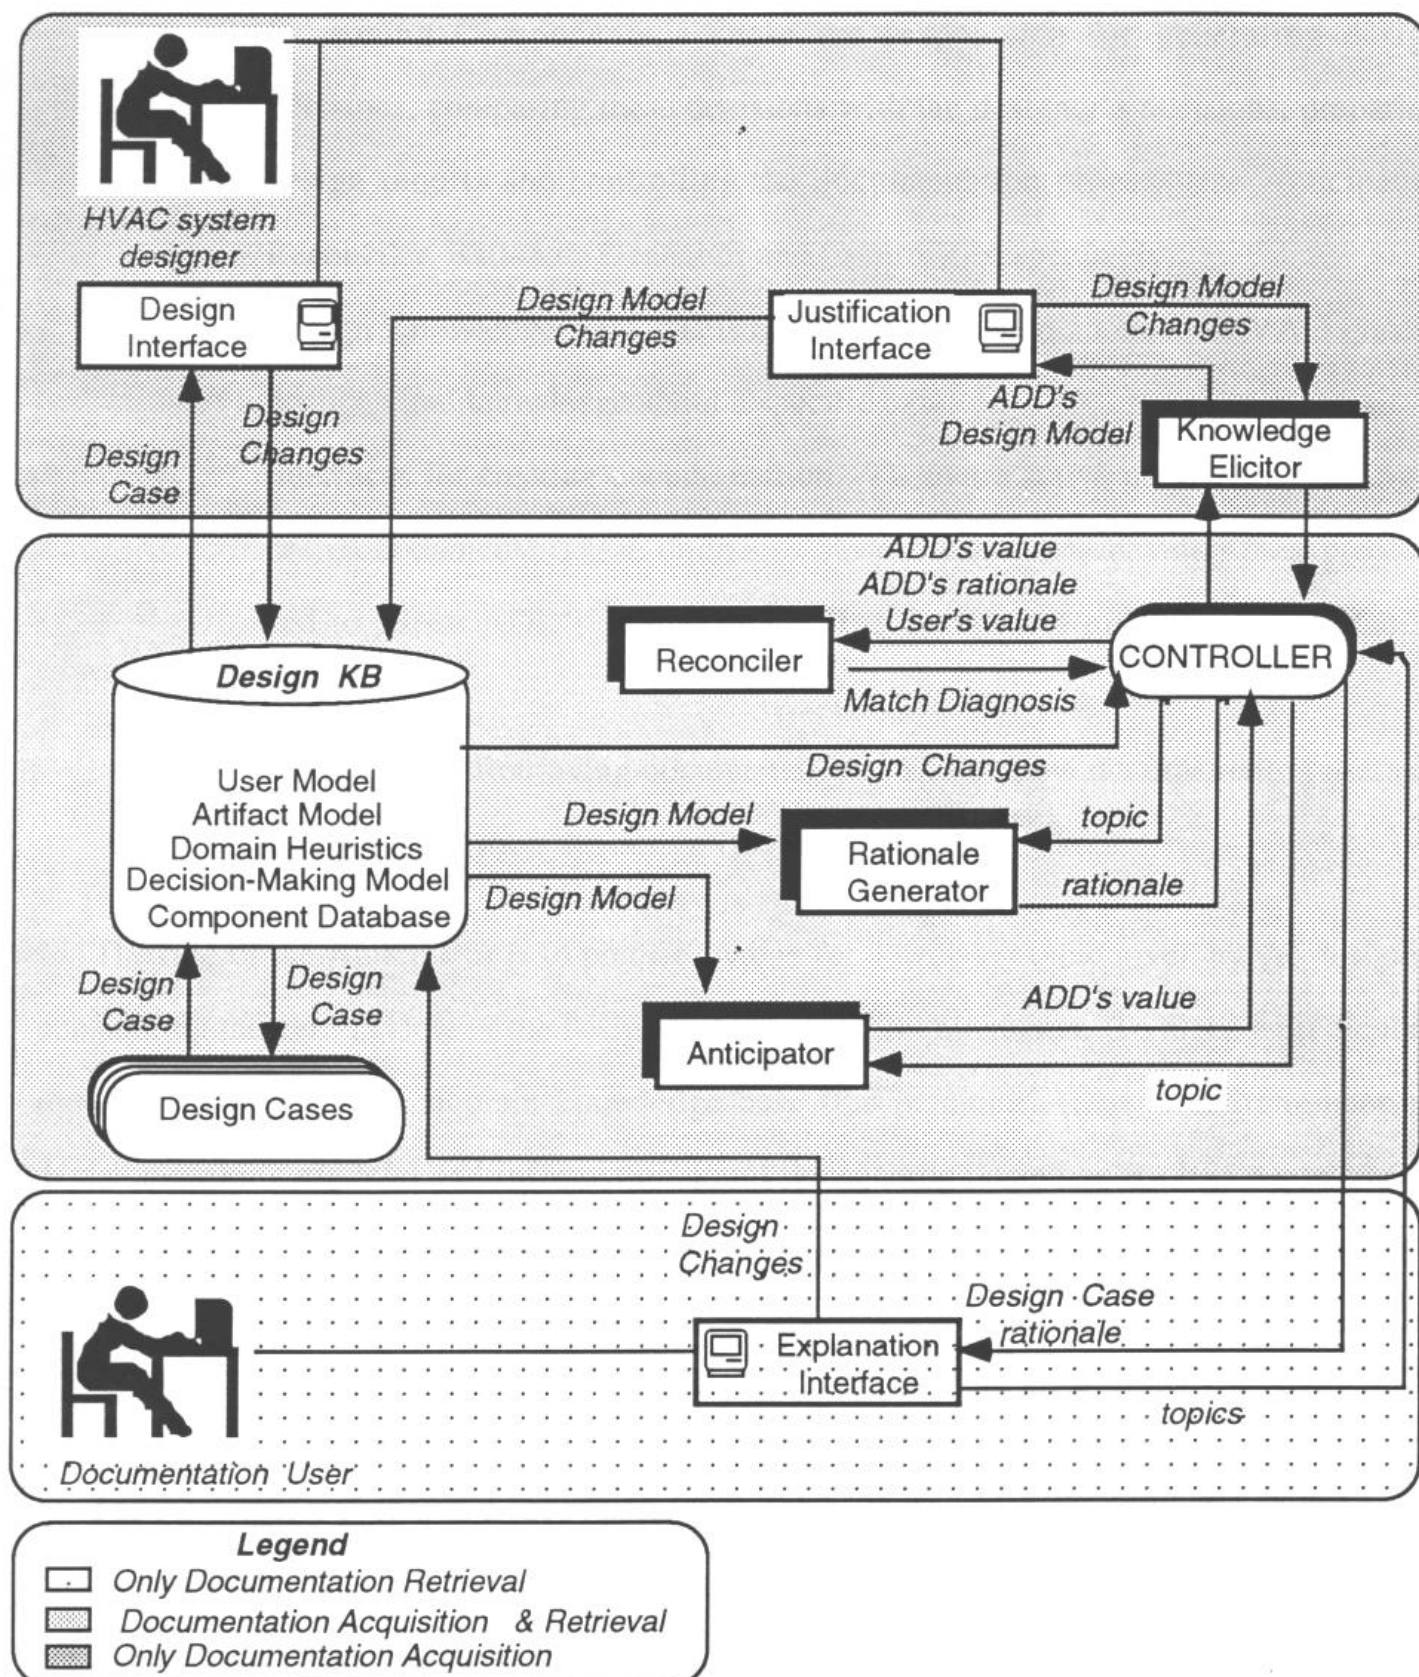 HVAC system
designer
Design
Interface
Design Model
Changes
Justification
Interface
Design Model
Changes
ADD's
Design Model
Knowledge
Elicitor
Design
Changes
Design
Case
ADD's value
ADD's rationale
User's value
Reconciler
CONTROLLER
Match Diagnosis
Design KB
Design Changes
User Model
Artifact Model
Domain Heuristics
Decision-Making Model
Component Database
Design Model
Rationale
Generator
topic
rationale
Design Model
Design
Case
Design
Case
ADD's value
Anticipator
topic
Design Cases
Design
Changes
Design Case
rationale
Explanation
Interface
topics
Documentation User
Legend
Only Documentation Retrieval
Documentation Acquisition & Retrieval
Only Documentation Acquisition